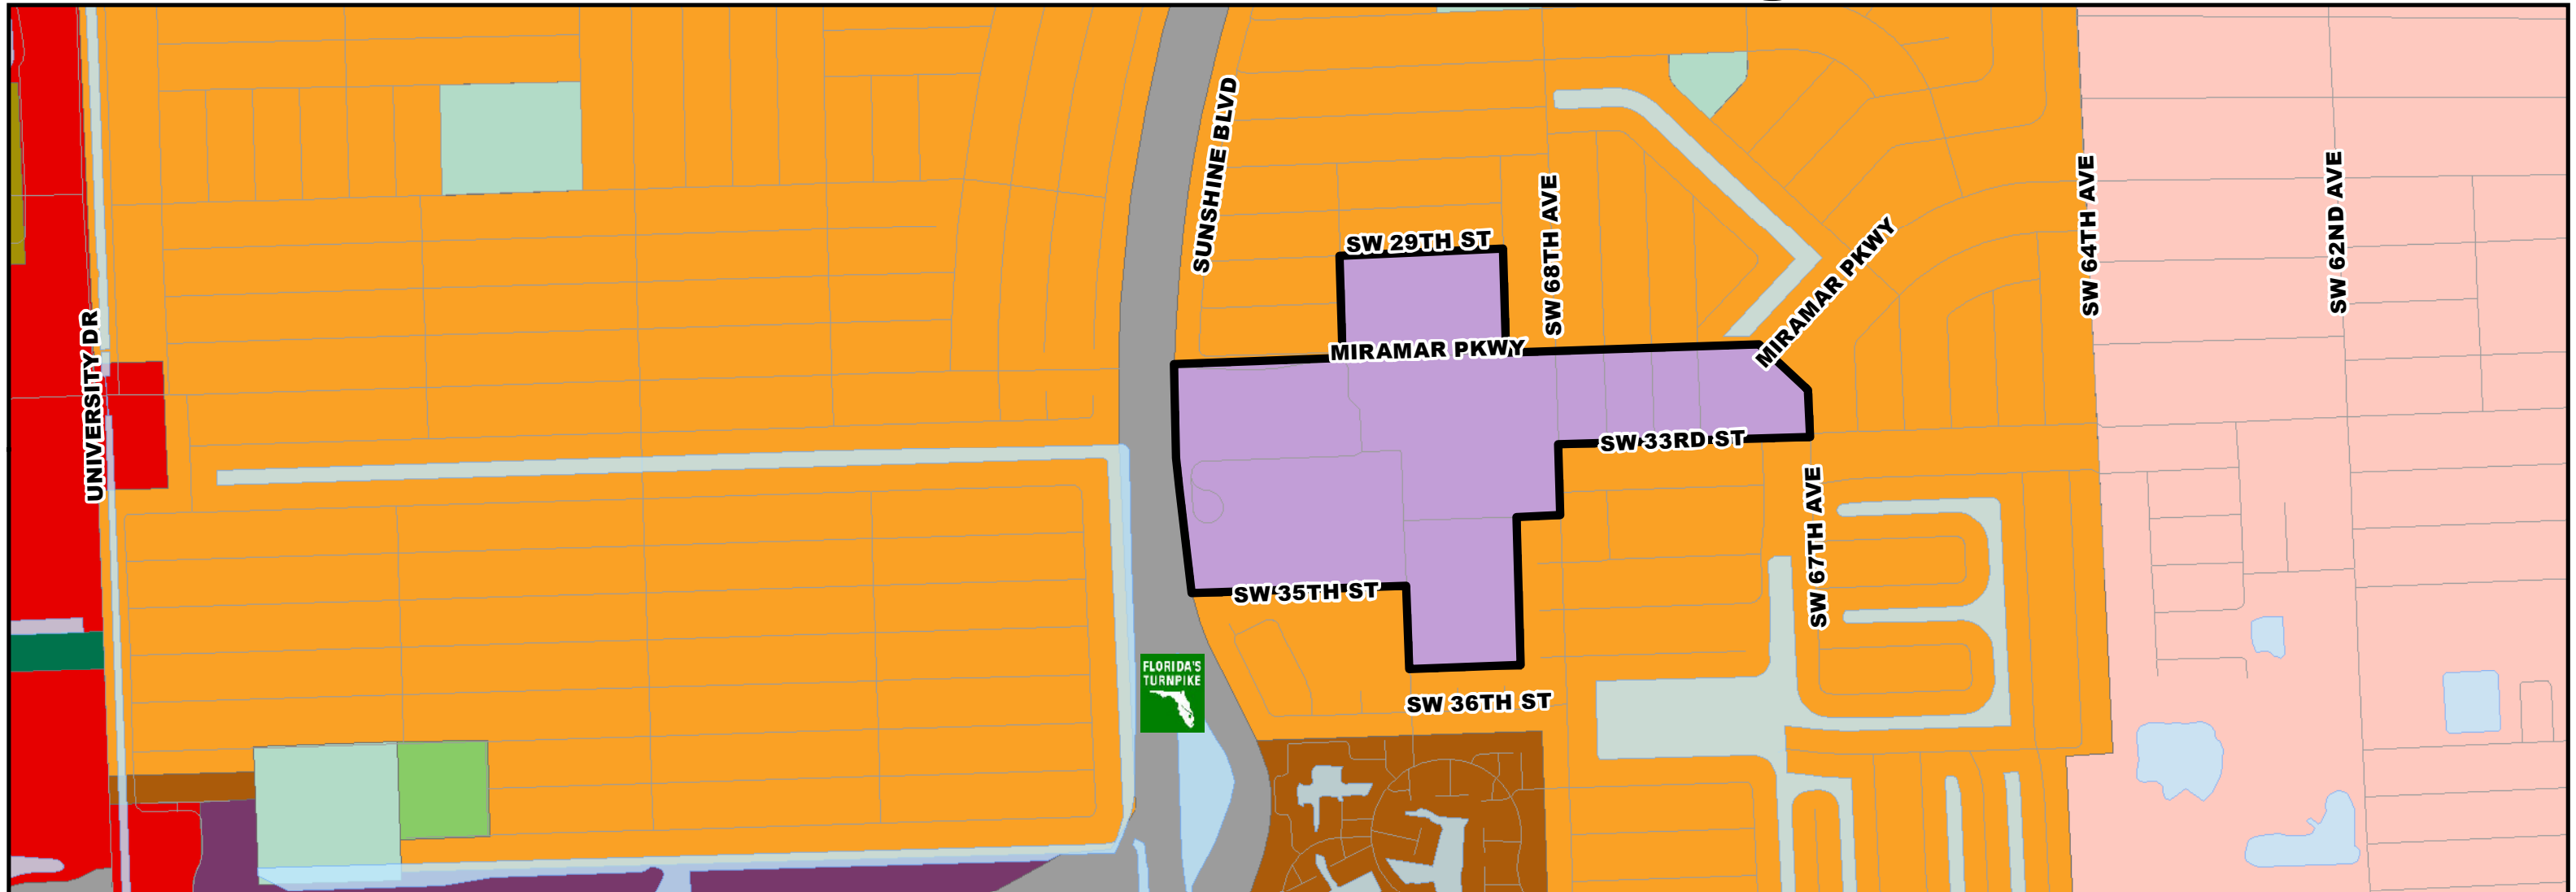 SUNSHINE BLVD
SW 29TH ST
SW 68TH AVE
MIRAMAR PKWY
SW 64TH AVE
SW 62ND AVE
UNIVERSITY DR
MIRAMAR PKWY
SW 33RD ST
SW 67TH AVE
SW 35TH ST
FLORIDA'S
TURNPIKE
SW 36TH ST